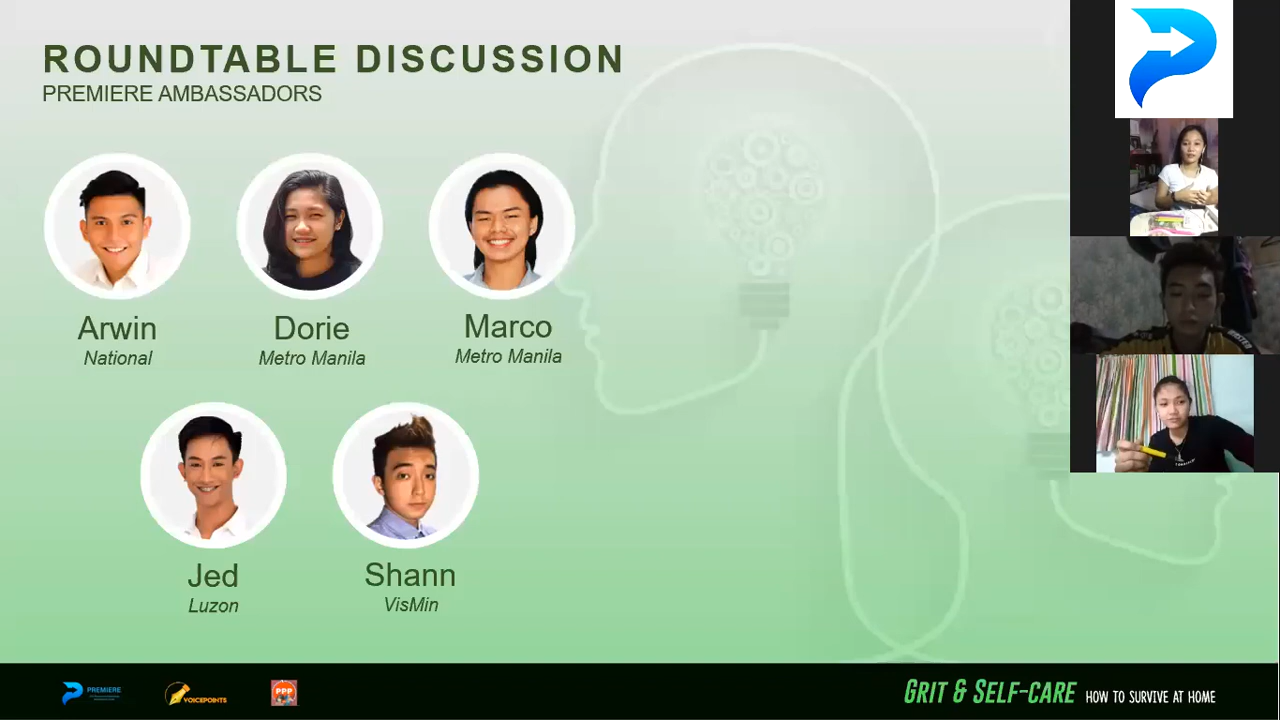 ROUNDTABLE DISCUSSION
PREMIERE AMBASSADORS
Arwin
National
Dorie
Metro Manila
Marco
Metro Manila
Jed
Luzon
Shann
VisMin
PREMIERE
VOICEPOINTS
PPP
GRIT & SELF-CARE HOW TO SURVIVE AT HOME